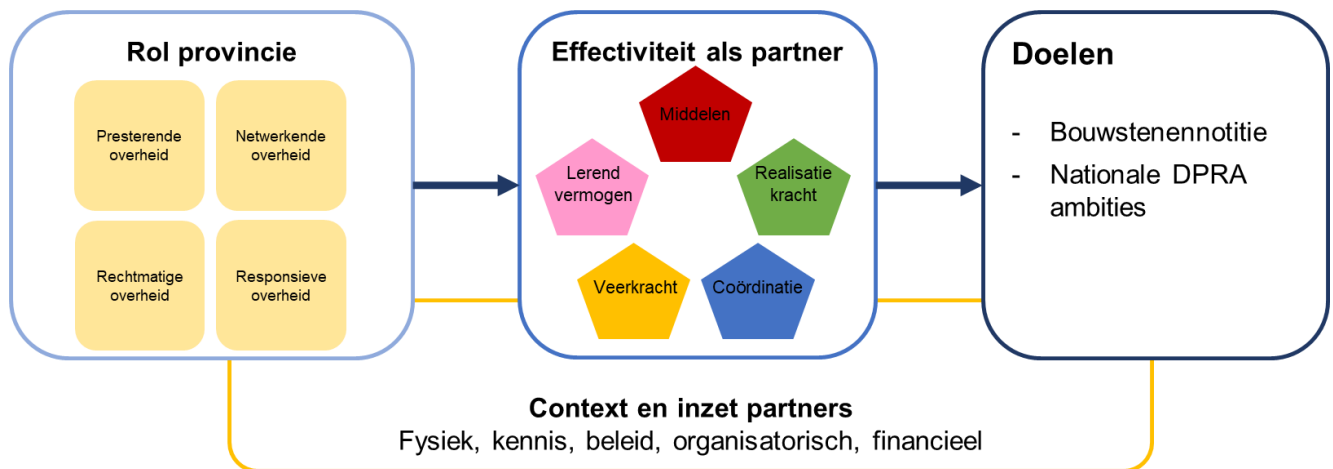 Rol provincie
Presterende
overheid
Netwerkende
overheid
Rechtmatige
overheid
Responsieve
overheid
Effectiviteit als partner
Middelen
Lerend
vermogen
Realisatie
kracht
Veerkracht
Coördinatie
Doelen
- Bouwstenennotitie
- Nationale DPRA
ambities
Context en inzet partners
Fysiek, kennis, beleid, organisatorisch, financieel